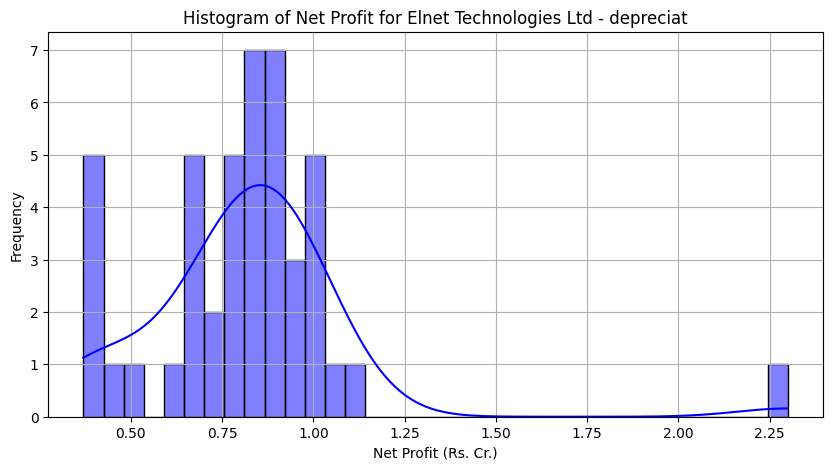 Histogram of Net Profit for Elnet Technologies Ltd - depreciat
Frequency
7
6
5
4
3
2
1
0
0.50 0.75 1.00 1.25 1.50 1.75 2.00 2.25
Net Profit (Rs. Cr.)